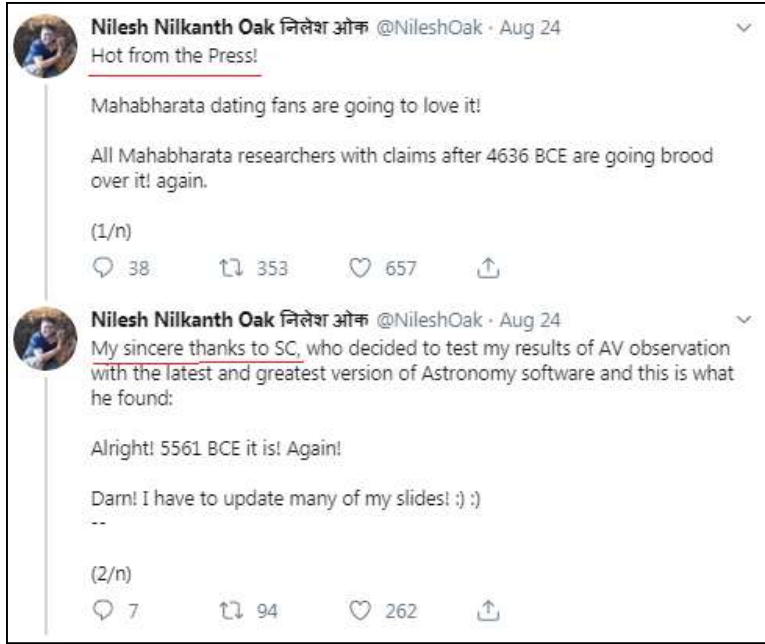 Nilesh Nilkanth Oak निलेश ओक @NileshOak · Aug 24
Hot from the Press!
Mahabharata dating fans are going to love it!
All Mahabharata researchers with claims after 4636 BCE are going brood
over it! again.
(1/n)
38 353 657
Nilesh Nilkanth Oak निलेश ओक @NileshOak · Aug 24
My sincere thanks to SC, who decided to test my results of AV observation
with the latest and greatest version of Astronomy software and this is what
he found:
Alright! 5561 BCE it is! Again!
Darn! I have to update many of my slides! :) :)
--
(2/n)
7 94 262